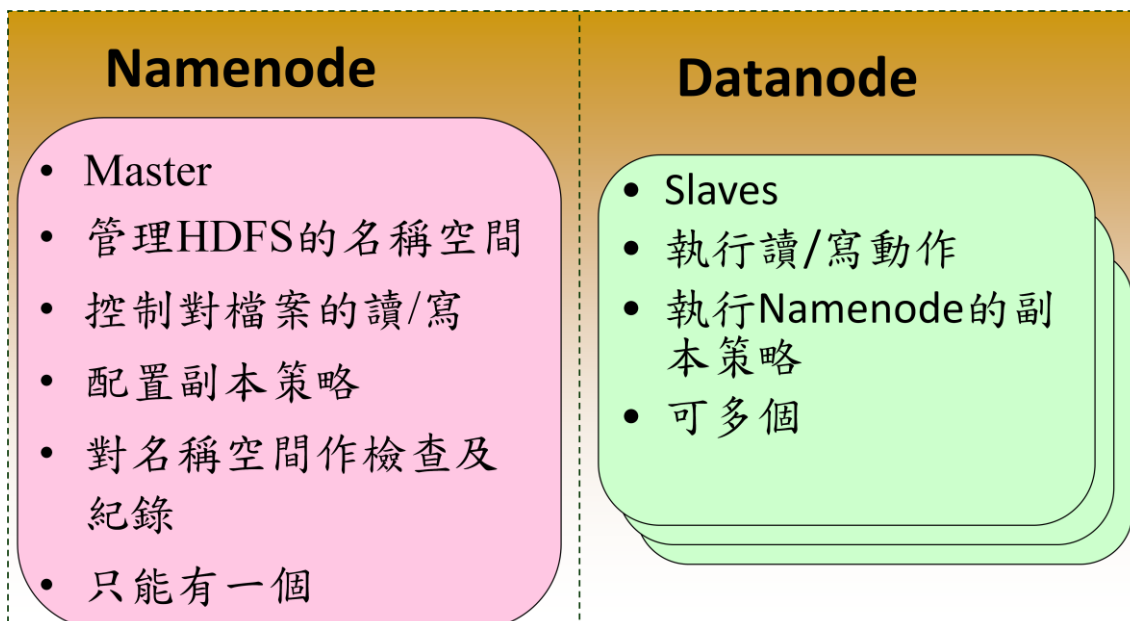 Namenode
• Master
• 管理HDFS的名稱空間
• 控制對檔案的讀/寫
• 配置副本策略
• 對名稱空間作檢查及
紀錄
• 只能有一個
Datanode
• Slaves
• 執行讀/寫動作
• 執行Namenode的副
本策略
• 可多個